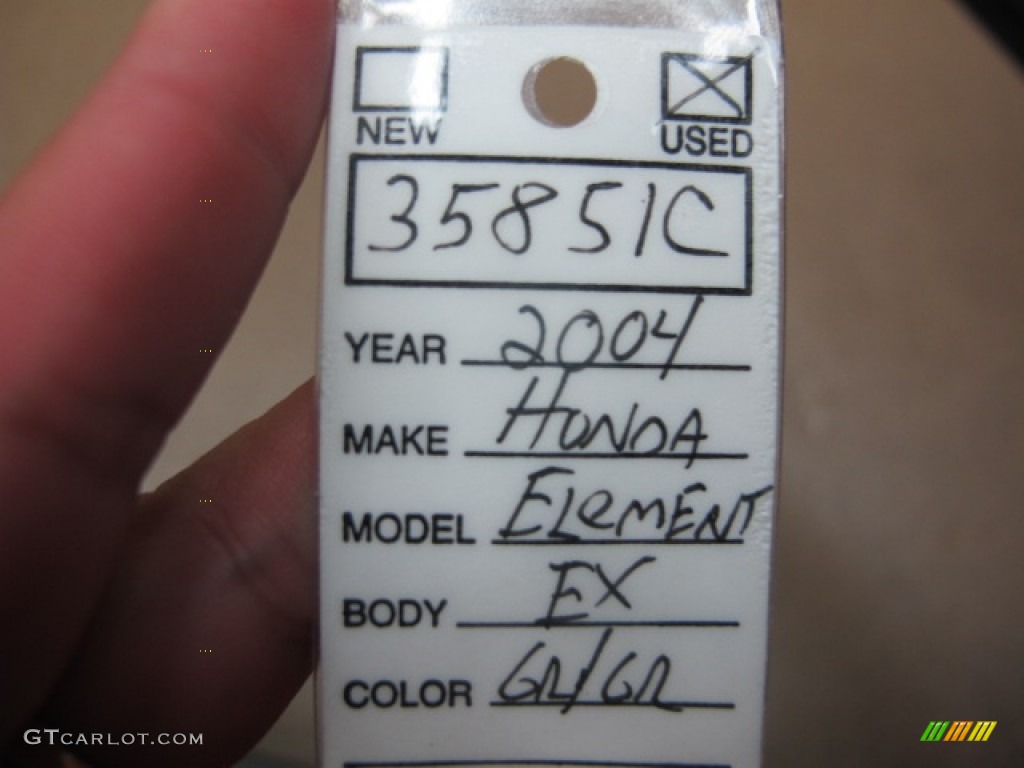 NEW USED
35851C
YEAR 2004
MAKE HONDA
MODEL ELEMENT
BODY EX
COLOR GR/GR
GTCARLOT.COM